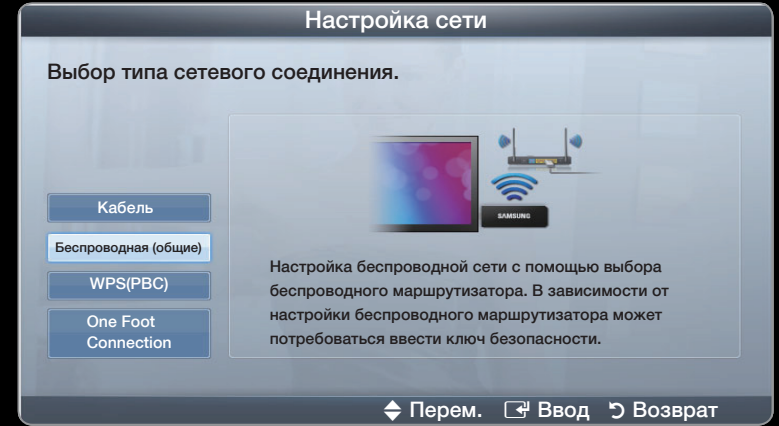 Настройка сети
Выбор типа сетевого соединения.
Кабель
Беспроводная (общие)
WPS(PBC)
One Foot
Connection
SAMSUNG
Настройка беспроводной сети с помощью выбора
беспроводного маршрутизатора. В зависимости от
настройки беспроводного маршрутизатора может
потребоваться ввести ключ безопасности.
Перем. Ввод Возврат